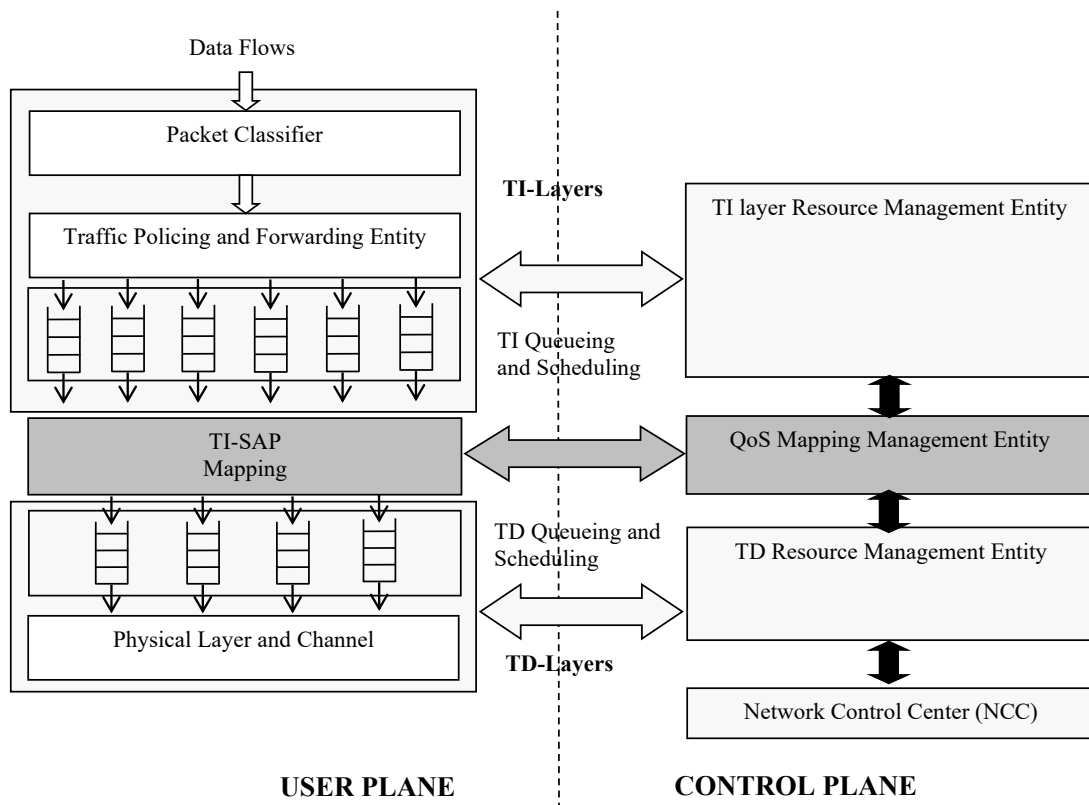 Data Flows
Packet Classifier
TI-Layers
TI layer Resource Management Entity
Traffic Policing and Forwarding Entity
TI Queueing
and Scheduling
TI-SAP
Mapping
QoS Mapping Management Entity
TD Queueing and
Scheduling
TD Resource Management Entity
Physical Layer and Channel
TD-Layers
Network Control Center (NCC)
USER PLANE
CONTROL PLANE